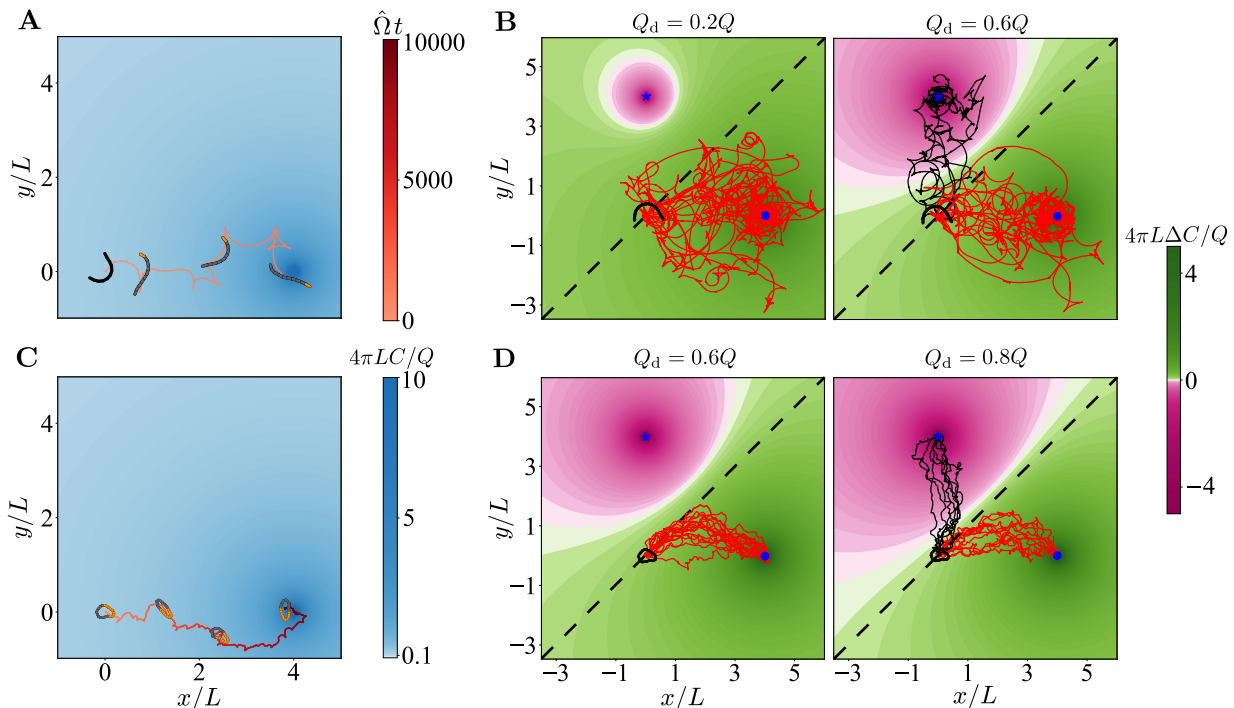 A
Ω̂ t
10000
5000
0
y/L
4
2
0
B
Q_d = 0.2Q
Q_d = 0.6Q
y/L
5
3
1
−1
−3
4πLΔC/Q
4
0
−4
C
4πLC/Q
10
5
0.1
y/L
4
2
0
0 2 4
x/L
D
Q_d = 0.6Q
Q_d = 0.8Q
y/L
5
3
1
−1
−3
−3 −1 1 3 5
x/L
−3 −1 1 3 5
x/L